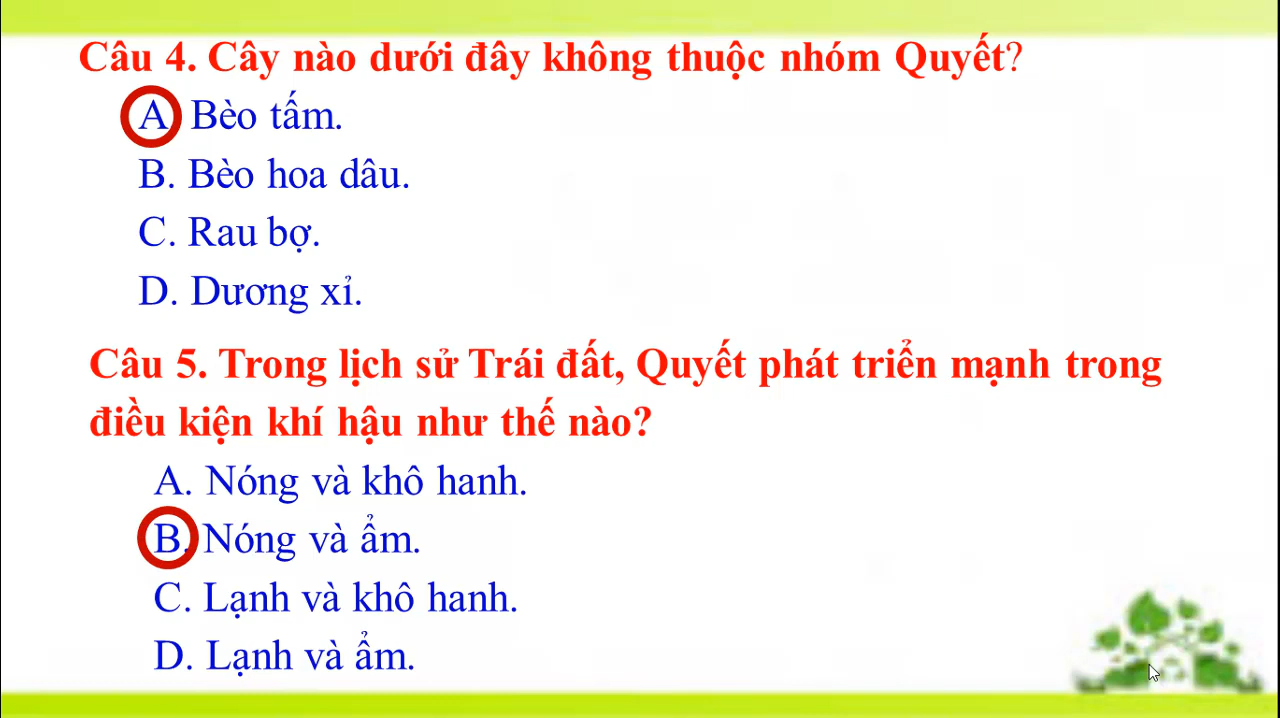 Câu 4. Cây nào dưới đây không thuộc nhóm Quyết?
A Bèo tấm.
B. Bèo hoa dâu.
C. Rau bợ.
D. Dương xỉ.
Câu 5. Trong lịch sử Trái đất, Quyết phát triển mạnh trong
điều kiện khí hậu như thế nào?
A. Nóng và khô hanh.
B. Nóng và ẩm.
C. Lạnh và khô hanh.
D. Lạnh và ẩm.